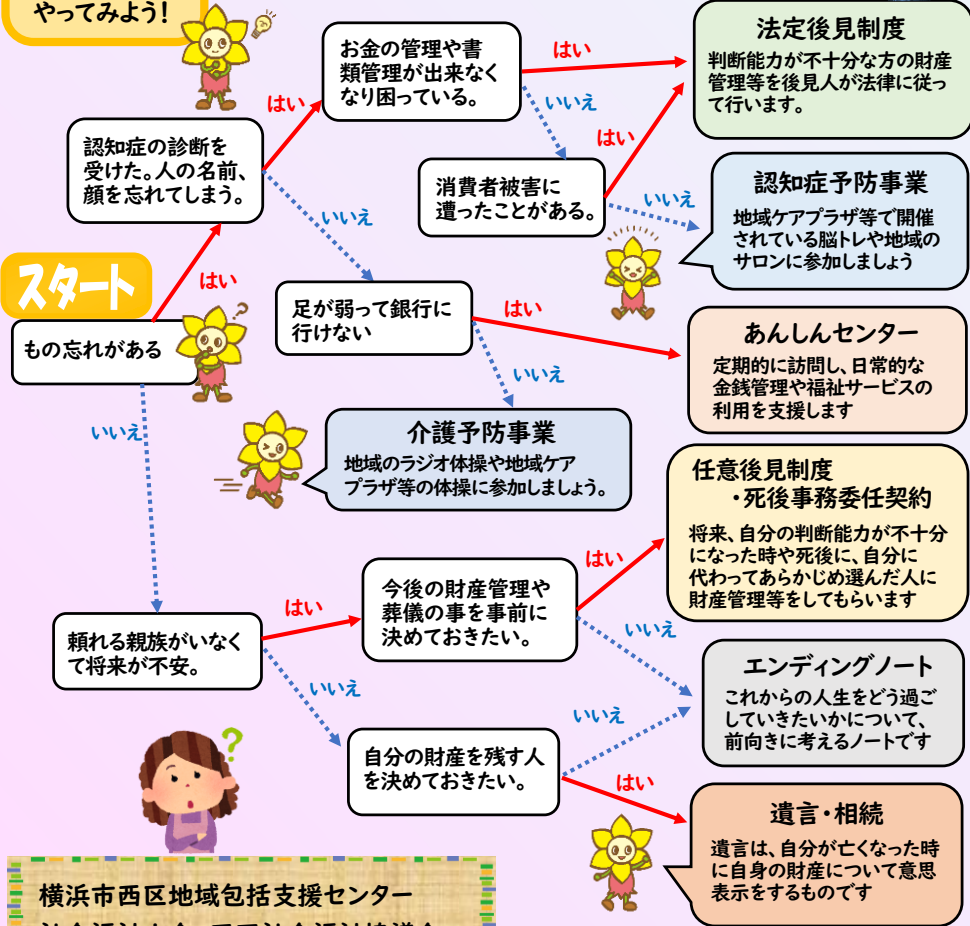 やってみよう!
スタート
もの忘れがある
はい
いいえ
認知症の診断を
受けた。人の名前、
顔を忘れてしまう。
はい
いいえ
お金の管理や書
類管理が出来なく
なり困っている。
はい
いいえ
消費者被害に
遭ったことがある。
はい
いいえ
法定後見制度
判断能力が不十分な方の財産
管理等を後見人が法律に従っ
て行います。
認知症予防事業
地域ケアプラザ等で開催
されている脳トレや地域の
サロンに参加しましょう
足が弱って銀行に
行けない
はい
いいえ
あんしんセンター
定期的に訪問し、日常的な
金銭管理や福祉サービスの
利用を支援します
介護予防事業
地域のラジオ体操や地域ケア
プラザ等の体操に参加しましょう。
頼れる親族がいなく
て将来が不安。
はい
いいえ
今後の財産管理や
葬儀の事を事前に
決めておきたい。
はい
いいえ
任意後見制度
・死後事務委任契約
将来、自分の判断能力が不十分
になった時や死後に、自分に
代わってあらかじめ選んだ人に
財産管理等をしてもらいます
自分の財産を残す人
を決めておきたい。
いいえ
はい
エンディングノート
これからの人生をどう過ご
していきたいかについて、
前向きに考えるノートです
遺言・相続
遺言は、自分が亡くなった時
に自身の財産について意思
表示をするものです
横浜市西区地域包括支援センター